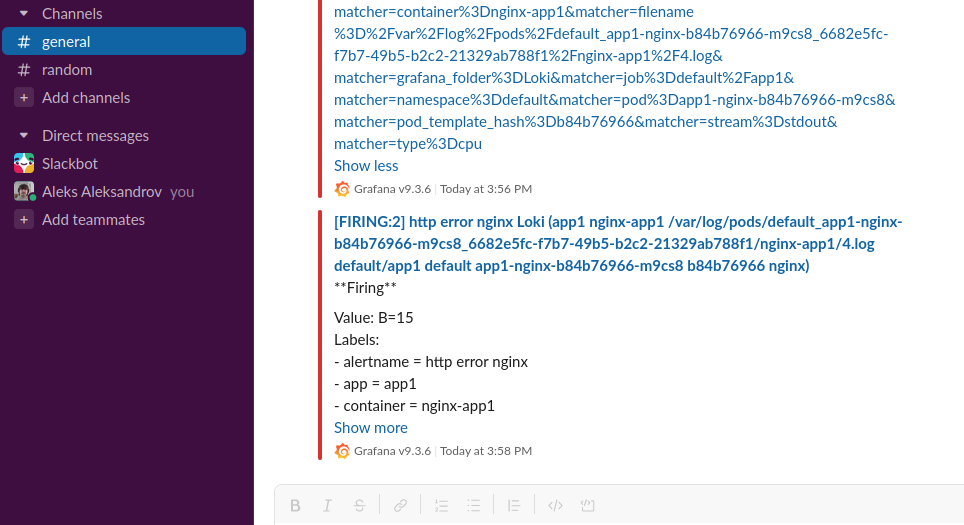 Channels
# general
# random
+ Add channels
Direct messages
Slackbot
Aleks Aleksandrov you
+ Add teammates
matcher=container%3Dnginx-app1&matcher=filename
%3D%2Fvar%2Flog%2Fpods%2Fdefault_app1-nginx-b84b76966-m9cs8_6682e5fc-
f7b7-49b5-b2c2-21329ab788f1%2Fnginx-app1%2F4.log&
matcher=grafana_folder%3DLoki&matcher=job%3Ddefault%2Fapp1&
matcher=namespace%3Ddefault&matcher=pod%3Dapp1-nginx-b84b76966-m9cs8&
matcher=pod_template_hash%3Db84b76966&matcher=stream%3Dstdout&
matcher=type%3Dcpu
Show less
Grafana v9.3.6 | Today at 3:56 PM
[FIRING:2] http error nginx Loki (app1 nginx-app1 /var/log/pods/default_app1-nginx-
b84b76966-m9cs8_6682e5fc-f7b7-49b5-b2c2-21329ab788f1/nginx-app1/4.log
default/app1 default app1-nginx-b84b76966-m9cs8 b84b76966 nginx)
**Firing**
Value: B=15
Labels:
- alertname = http error nginx
- app = app1
- container = nginx-app1
Show more
Grafana v9.3.6 | Today at 3:58 PM
B I S </>